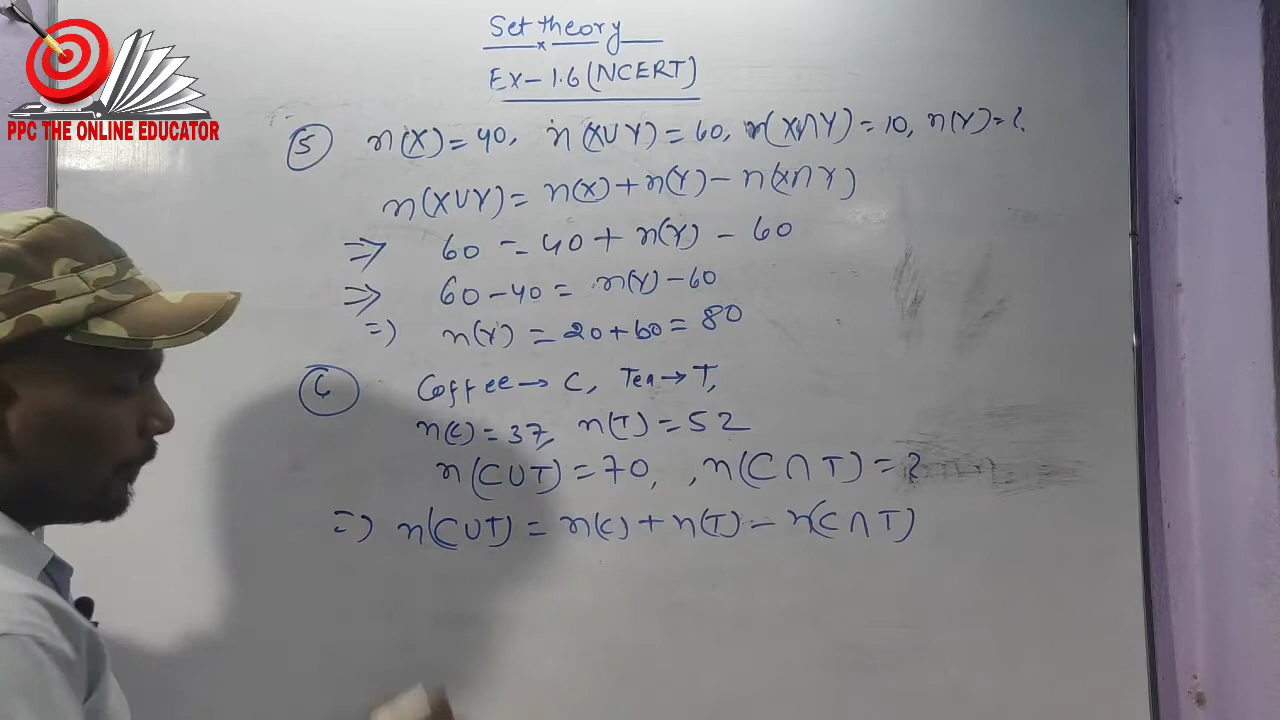 Set theory
Ex-1.6 (NCERT)
PPC THE ONLINE EDUCATOR
⑤ n(X)=40, n(X∪Y)=60, n(X∩Y)=10, n(Y)=?
n(X∪Y)= n(X)+n(Y)- n(X∩Y)
⇒ 60 = 40 + n(Y) - 60
⇒ 60-40 = n(Y)-60
=) n(Y) = 20+60 = 80
⑥ Coffee→ C, Tea→T,
n(C)=37, n(T)=52
n(C∪T)=70, , n(C∩T)=?
=) n(C∪T) = n(C)+n(T)- n(C∩T)